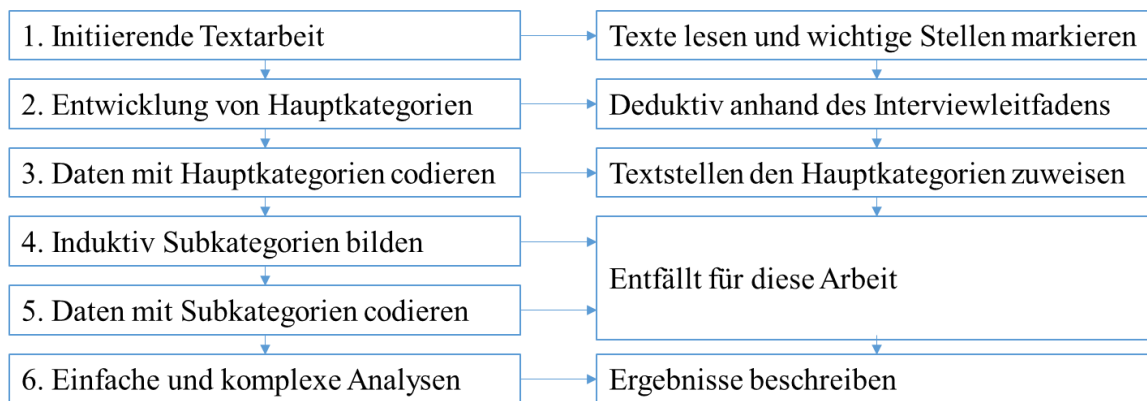 1. Initiierende Textarbeit
Texte lesen und wichtige Stellen markieren
2. Entwicklung von Hauptkategorien
Deduktiv anhand des Interviewleitfadens
3. Daten mit Hauptkategorien codieren
Textstellen den Hauptkategorien zuweisen
4. Induktiv Subkategorien bilden
Entfällt für diese Arbeit
5. Daten mit Subkategorien codieren
6. Einfache und komplexe Analysen
Ergebnisse beschreiben